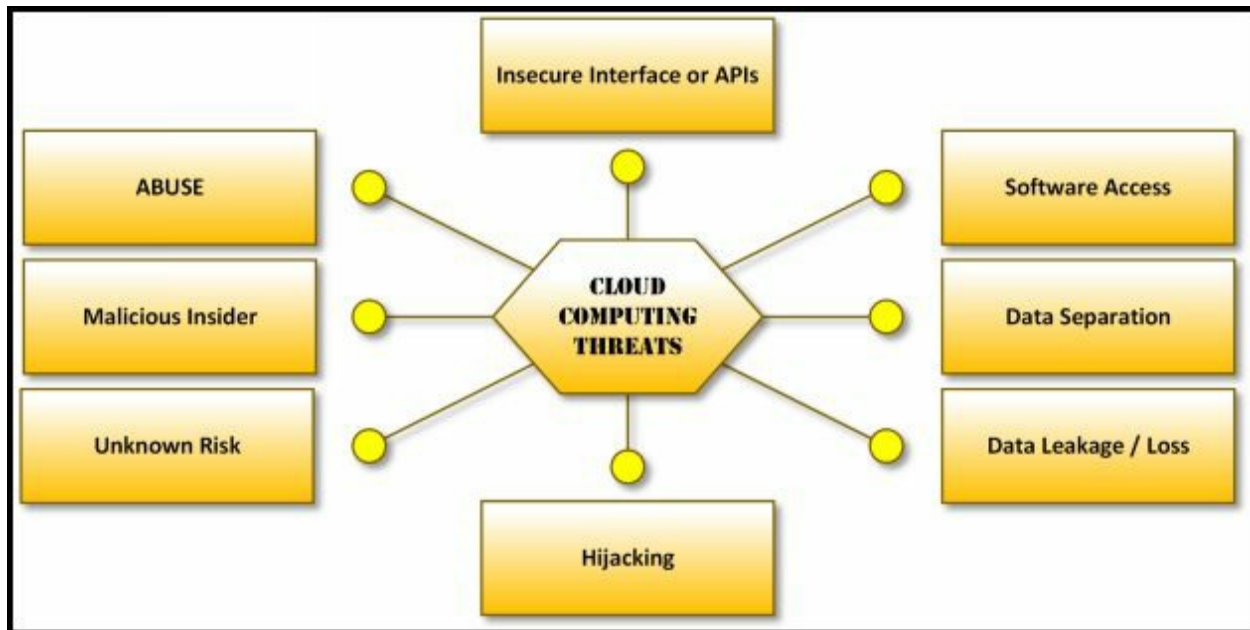 Insecure Interface or APIs
ABUSE
Software Access
CLOUD
COMPUTING
THREATS
Malicious Insider
Data Separation
Unknown Risk
Data Leakage / Loss
Hijacking